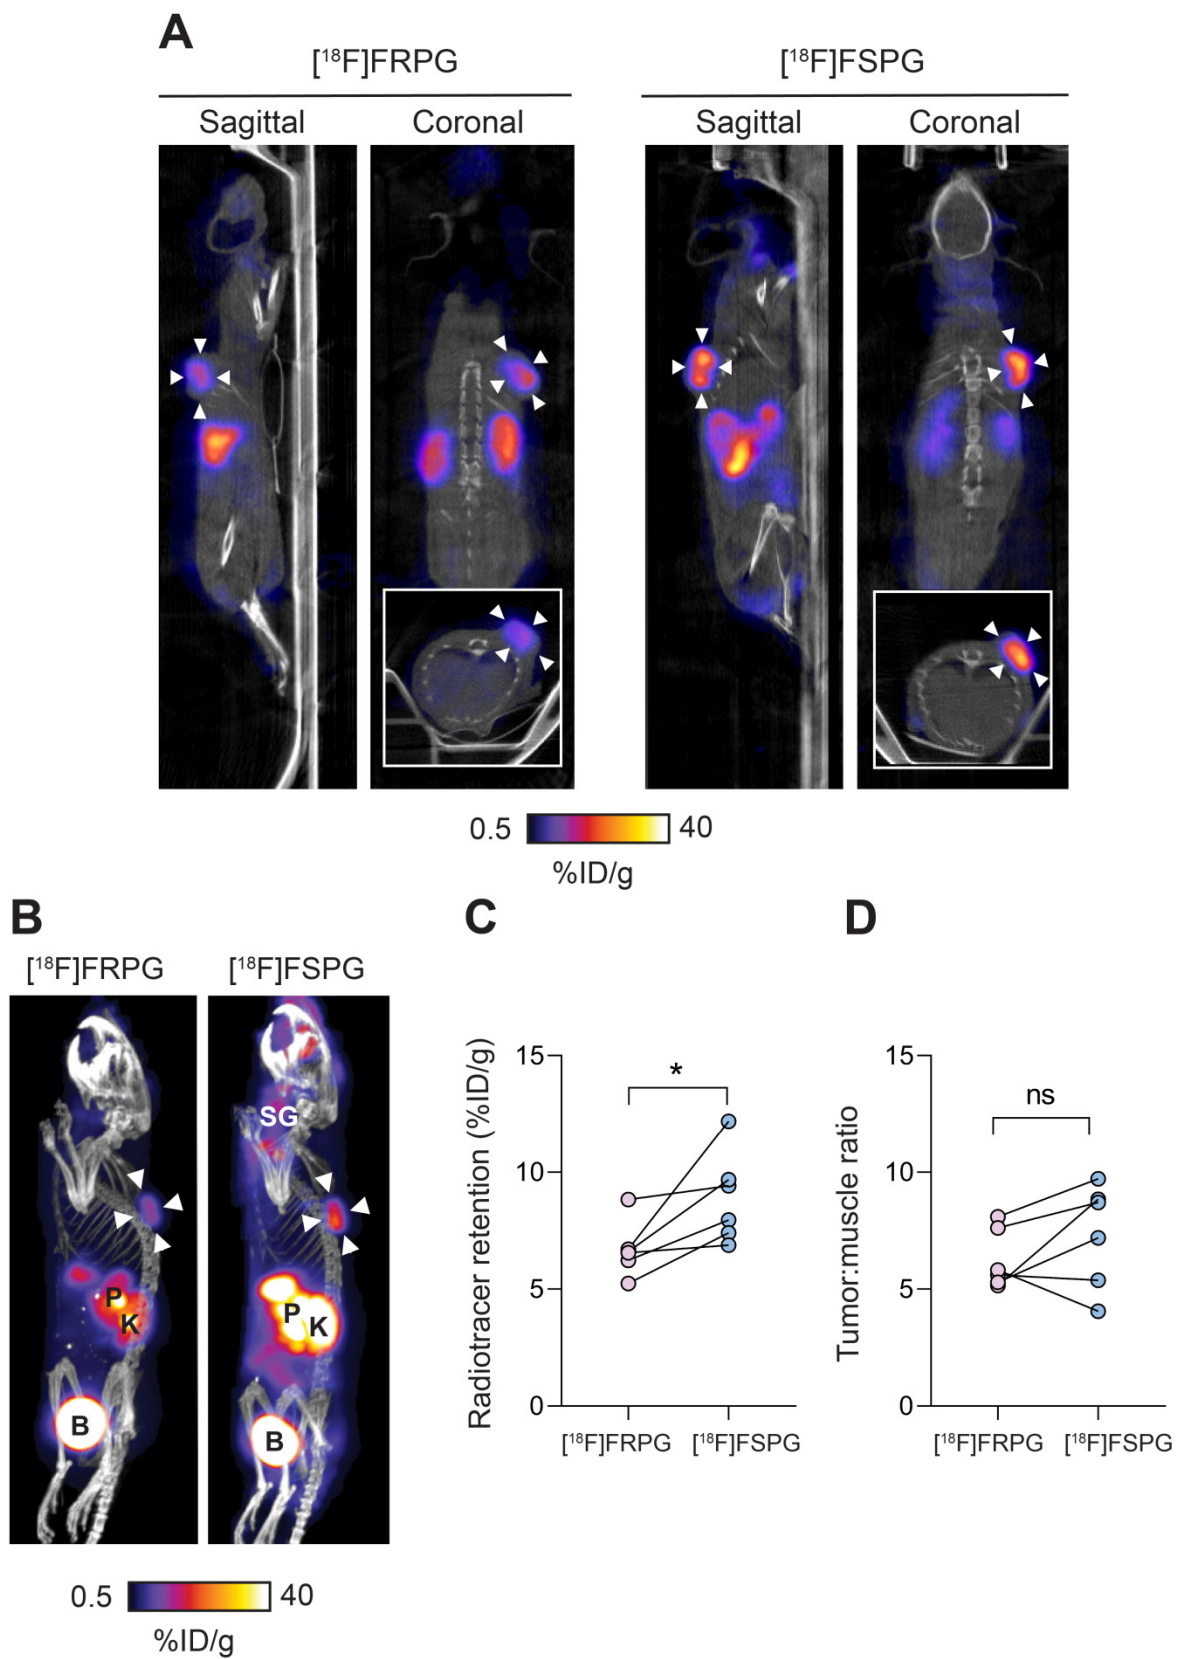 A
[¹⁸F]FRPG
[¹⁸F]FSPG
Sagittal
Coronal
Sagittal
Coronal
0.5
40
%ID/g
B
[¹⁸F]FRPG
[¹⁸F]FSPG
P
K
B
SG
P
K
B
0.5
40
%ID/g
C
Radiotracer retention (%ID/g)
15
10
5
0
*
[¹⁸F]FRPG
[¹⁸F]FSPG
D
Tumor:muscle ratio
15
10
5
0
ns
[¹⁸F]FRPG
[¹⁸F]FSPG